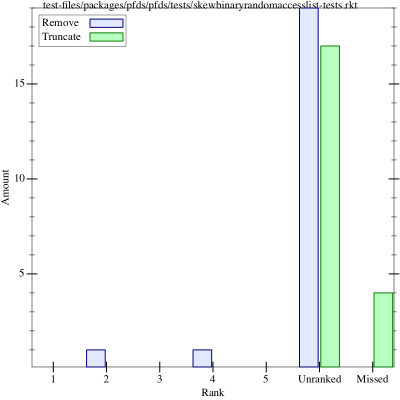 test-files/packages/pfds/pfds/tests/skewbinaryrandomaccesslist-tests.rkt
Remove
Truncate
15
10
5
Amount
1 2 3 4 5 Unranked Missed
Rank